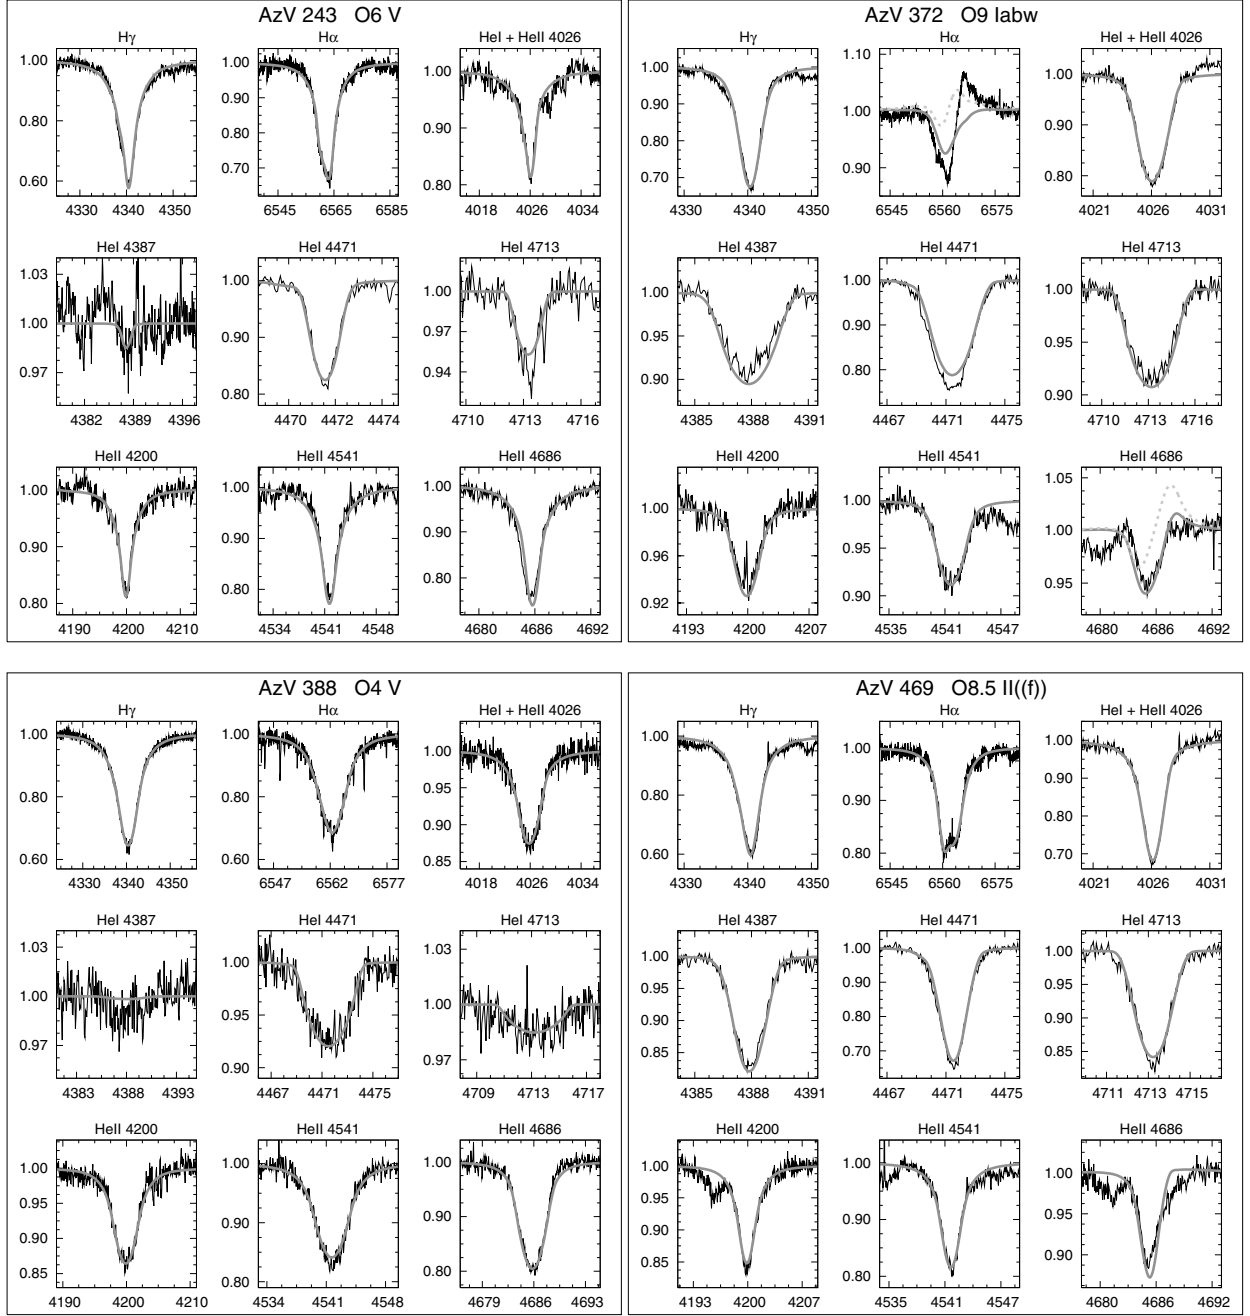 AzV 243 O6 V
Hγ
Hα
HeI + HeII 4026
1.00
0.80
0.60
4330 4340 4350
1.00
0.90
0.80
0.70
6545 6565 6585
1.00
0.90
0.80
4018 4026 4034
HeI 4387
HeI 4471
HeI 4713
1.03
1.00
0.97
4382 4389 4396
1.00
0.90
0.80
4470 4472 4474
1.00
0.97
0.94
4710 4713 4716
HeII 4200
HeII 4541
HeII 4686
1.00
0.90
0.80
4190 4200 4210
1.00
0.90
0.80
4534 4541 4548
1.00
0.90
0.80
4680 4686 4692
AzV 372 O9 Iabw
Hγ
Hα
HeI + HeII 4026
1.00
0.90
0.80
0.70
4330 4340 4350
1.10
1.00
0.90
6545 6560 6575
1.00
0.90
0.80
4021 4026 4031
HeI 4387
HeI 4471
HeI 4713
1.00
0.95
0.90
4385 4388 4391
1.00
0.90
0.80
4467 4471 4475
1.00
0.95
0.90
4710 4713 4716
HeII 4200
HeII 4541
HeII 4686
1.00
0.96
0.92
4193 4200 4207
1.00
0.95
0.90
4535 4541 4547
1.05
1.00
0.95
4680 4686 4692
AzV 388 O4 V
Hγ
Hα
HeI + HeII 4026
1.00
0.80
0.60
4330 4340 4350
1.00
0.90
0.80
0.70
0.60
6547 6562 6577
1.00
0.95
0.90
0.85
4018 4026 4034
HeI 4387
HeI 4471
HeI 4713
1.03
1.00
0.97
4383 4388 4393
1.00
0.95
0.90
4467 4471 4475
1.03
1.00
0.97
4709 4713 4717
HeII 4200
HeII 4541
HeII 4686
1.00
0.95
0.90
0.85
4190 4200 4210
1.00
0.90
0.80
4534 4541 4548
1.00
0.90
0.80
4679 4686 4693
AzV 469 O8.5 II((f))
Hγ
Hα
HeI + HeII 4026
1.00
0.80
0.60
4330 4340 4350
1.00
0.90
0.80
6545 6560 6575
1.00
0.90
0.80
0.70
4021 4026 4031
HeI 4387
HeI 4471
HeI 4713
1.00
0.95
0.90
0.85
4385 4388 4391
1.00
0.90
0.80
0.70
4467 4471 4475
1.00
0.95
0.90
0.85
4711 4713 4715
HeII 4200
HeII 4541
HeII 4686
1.00
0.95
0.90
0.85
4193 4200 4207
1.00
0.90
0.80
4535 4541 4547
1.00
0.95
0.90
4680 4686 4692